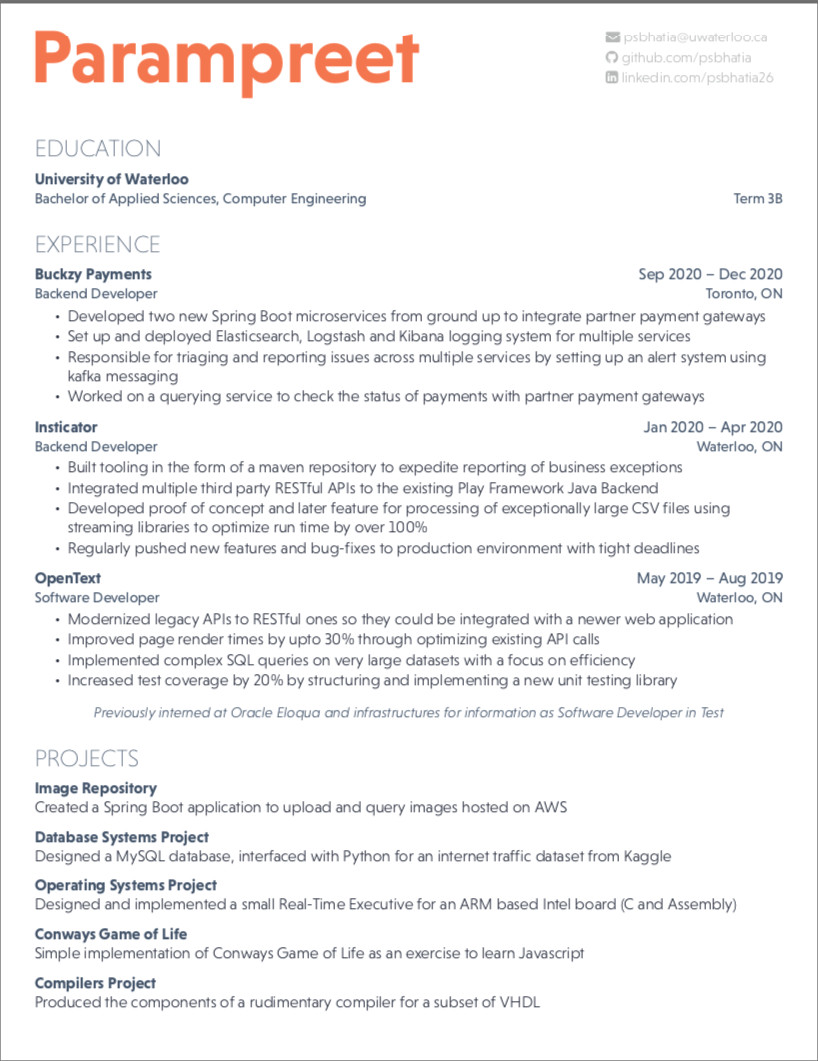 Parampreet
psbhatia@uwaterloo.ca
github.com/psbhatia
linkedin.com/psbhatia26
EDUCATION
University of Waterloo
Bachelor of Applied Sciences, Computer Engineering Term 3B
EXPERIENCE
Buckzy Payments Sep 2020 – Dec 2020
Backend Developer Toronto, ON
• Developed two new Spring Boot microservices from ground up to integrate partner payment gateways
• Set up and deployed Elasticsearch, Logstash and Kibana logging system for multiple services
• Responsible for triaging and reporting issues across multiple services by setting up an alert system using
kafka messaging
• Worked on a querying service to check the status of payments with partner payment gateways
Insticator Jan 2020 – Apr 2020
Backend Developer Waterloo, ON
• Built tooling in the form of a maven repository to expedite reporting of business exceptions
• Integrated multiple third party RESTful APIs to the existing Play Framework Java Backend
• Developed proof of concept and later feature for processing of exceptionally large CSV files using
streaming libraries to optimize run time by over 100%
• Regularly pushed new features and bug-fixes to production environment with tight deadlines
OpenText May 2019 – Aug 2019
Software Developer Waterloo, ON
• Modernized legacy APIs to RESTful ones so they could be integrated with a newer web application
• Improved page render times by upto 30% through optimizing existing API calls
• Implemented complex SQL queries on very large datasets with a focus on efficiency
• Increased test coverage by 20% by structuring and implementing a new unit testing library
Previously interned at Oracle Eloqua and infrastructures for information as Software Developer in Test
PROJECTS
Image Repository
Created a Spring Boot application to upload and query images hosted on AWS
Database Systems Project
Designed a MySQL database, interfaced with Python for an internet traffic dataset from Kaggle
Operating Systems Project
Designed and implemented a small Real-Time Executive for an ARM based Intel board (C and Assembly)
Conways Game of Life
Simple implementation of Conways Game of Life as an exercise to learn Javascript
Compilers Project
Produced the components of a rudimentary compiler for a subset of VHDL